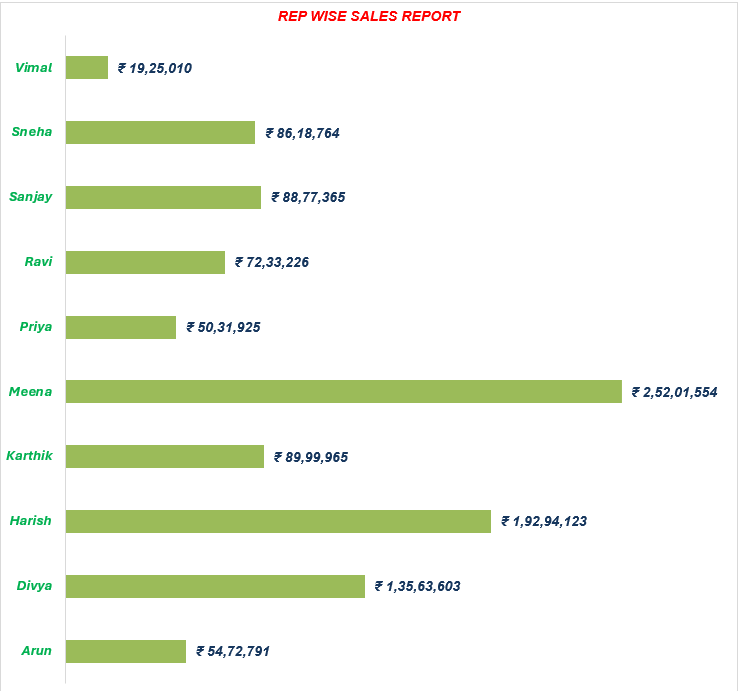 REP WISE SALES REPORT
Vimal ₹ 19,25,010
Sneha ₹ 86,18,764
Sanjay ₹ 88,77,365
Ravi ₹ 72,33,226
Priya ₹ 50,31,925
Meena ₹ 2,52,01,554
Karthik ₹ 89,99,965
Harish ₹ 1,92,94,123
Divya ₹ 1,35,63,603
Arun ₹ 54,72,791